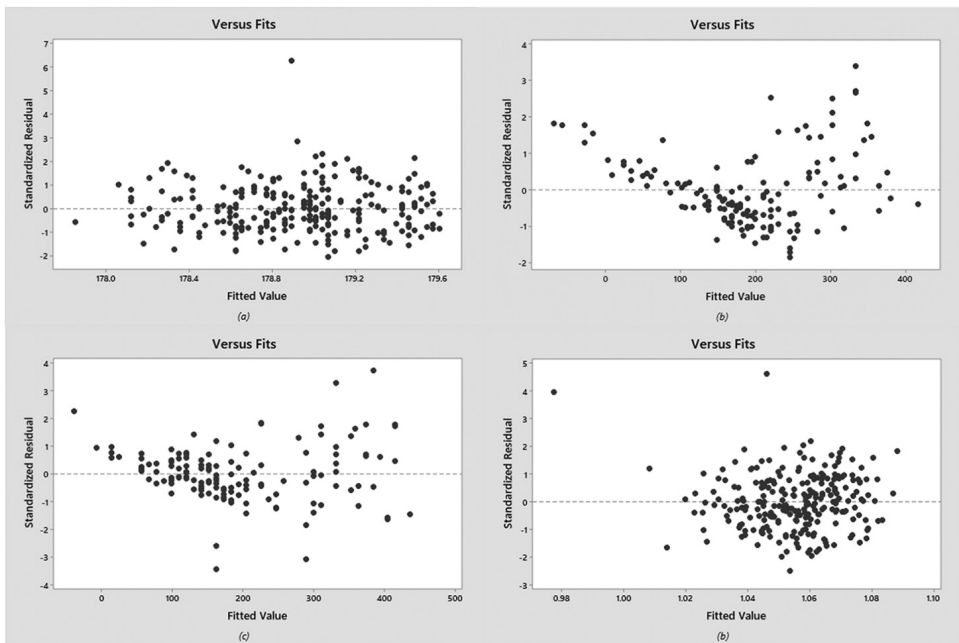 Versus Fits
Standardized Residual
7
6
5
4
3
2
1
0
-1
-2
178.0 178.4 178.8 179.2 179.6
Fitted Value
(a)
Versus Fits
Standardized Residual
4
3
2
1
0
-1
-2
0 100 200 300 400
Fitted Value
(b)
Versus Fits
Standardized Residual
4
3
2
1
0
-1
-2
-3
-4
0 100 200 300 400 500
Fitted Value
(c)
Versus Fits
Standardized Residual
5
4
3
2
1
0
-1
-2
-3
0.98 1.00 1.02 1.04 1.06 1.08 1.10
Fitted Value
(b)